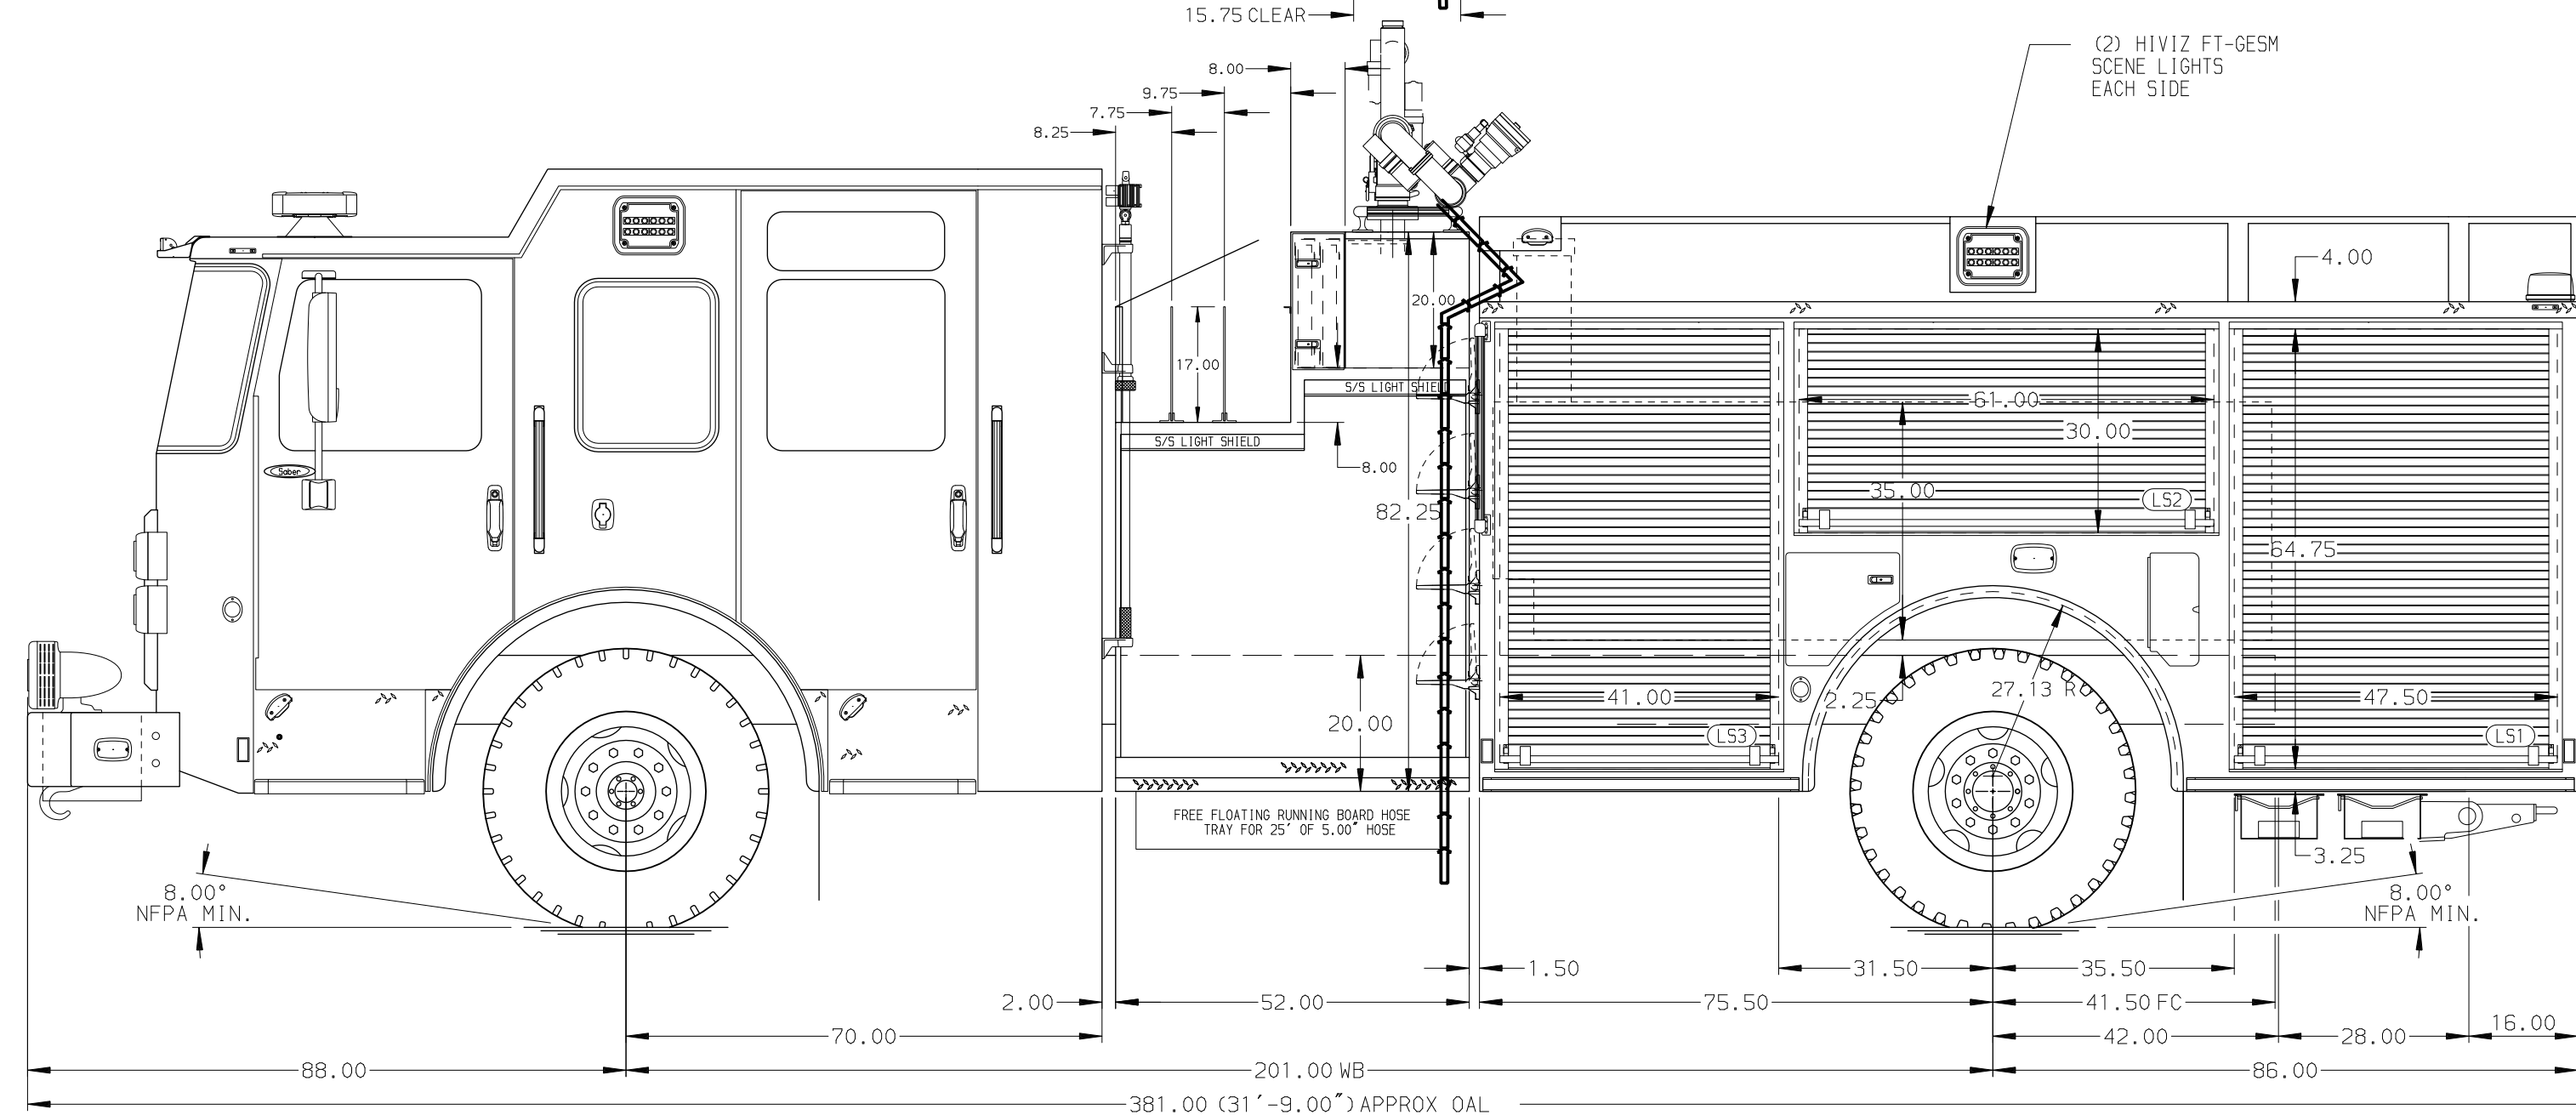 15.75 CLEAR
(2) HIVIZ FT-GESM
SCENE LIGHTS
EACH SIDE
8.00
9.75
7.75
8.25
4.00
20.00
17.00
S/S LIGHT SHIELD
61.00
30.00
S/S LIGHT SHIELD
8.00
Saber
35.00
LS2
82.25
64.75
27.13 R
41.00
2.25
47.50
20.00
LS3
LS1
FREE FLOATING RUNNING BOARD HOSE
TRAY FOR 25' OF 5.00" HOSE
3.25
8.00°
NFPA MIN.
8.00°
NFPA MIN.
1.50
31.50
35.50
2.00
52.00
75.50
41.50 FC
70.00
42.00
28.00
16.00
88.00
201.00 WB
86.00
381.00 (31'-9.00") APPROX OAL